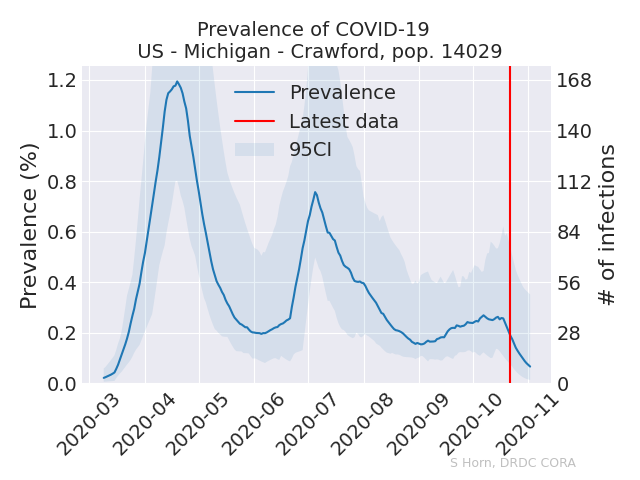 Prevalence of COVID-19
US - Michigan - Crawford, pop. 14029
Prevalence (%)
1.2
1.0
0.8
0.6
0.4
0.2
0.0
Prevalence
Latest data
95CI
168
140
112
84
56
28
0
# of infections
2020-03
2020-04
2020-05
2020-06
2020-07
2020-08
2020-09
2020-10
2020-11
S Horn, DRDC CORA